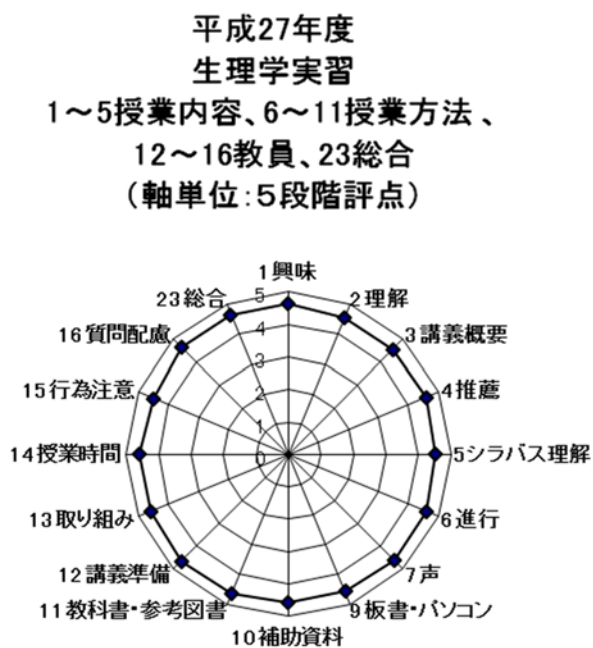 平成27年度
生理学実習
1～5授業内容、6～11授業方法、
12～16教員、23総合
（軸単位:5段階評点）
1興味
2理解
3講義概要
4推薦
5シラバス理解
6進行
7声
9板書・パソコン
10補助資料
11教科書・参考図書
12講義準備
13取り組み
14授業時間
15行為注意
16質問配慮
23総合
5
4
3
2
1
0